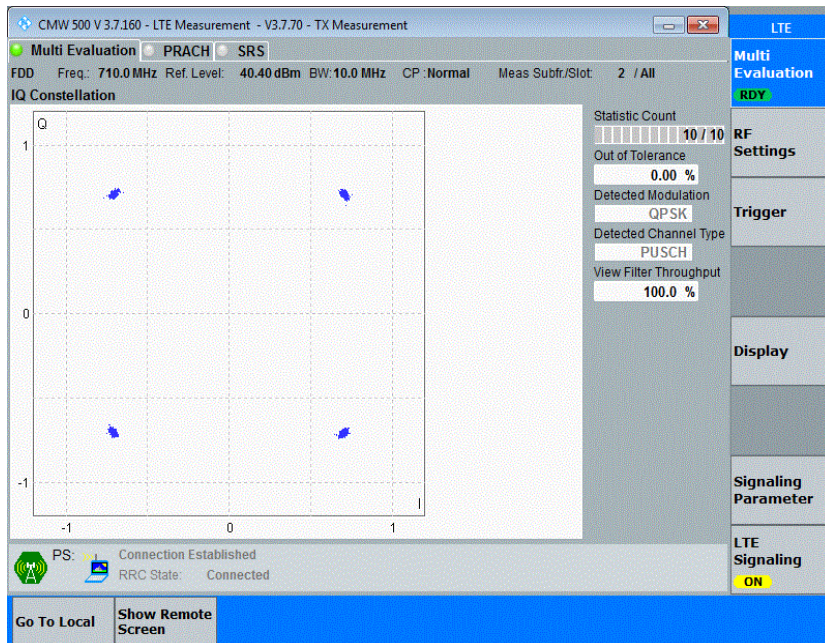 CMW 500 V 3.7.160 - LTE Measurement - V3.7.70 - TX Measurement
LTE
Multi Evaluation PRACH SRS
FDD Freq.: 710.0 MHz Ref. Level: 40.40 dBm BW: 10.0 MHz CP : Normal Meas Subfr./Slot: 2 / All
IQ Constellation
Q
1
0
-1
-1 0 1
I
Statistic Count
10 / 10
Out of Tolerance
0.00 %
Detected Modulation
QPSK
Detected Channel Type
PUSCH
View Filter Throughput
100.0 %
Multi
Evaluation
RDY
RF
Settings
Trigger
Display
Signaling
Parameter
LTE
Signaling
ON
PS: Connection Established
RRC State: Connected
Go To Local
Show Remote
Screen